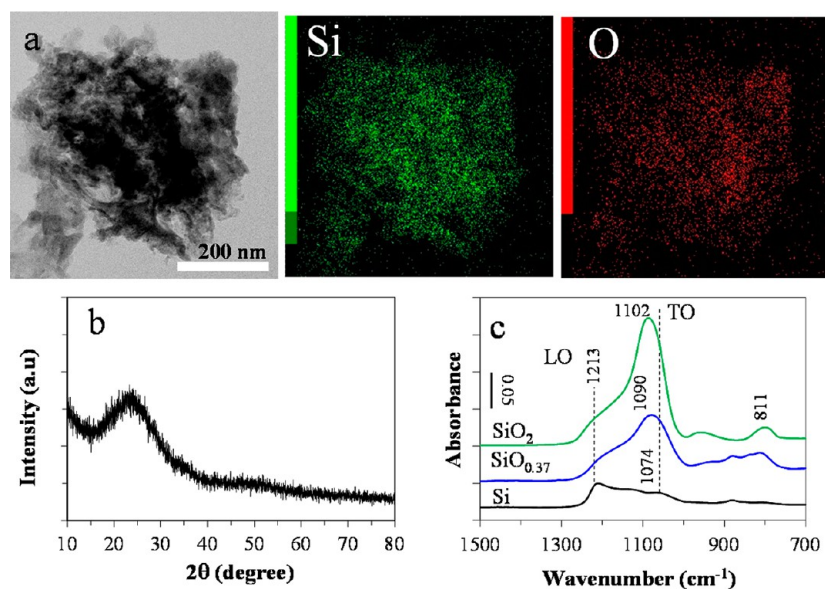 a
Si
O
200 nm
b
Intensity (a.u)
10 20 30 40 50 60 70 80
2θ (degree)
c
1102
TO
LO
1213
0.05
1090
811
SiO₂
SiO₀.₃₇
1074
Si
Absorbance
1500 1300 1100 900 700
Wavenumber (cm⁻¹)